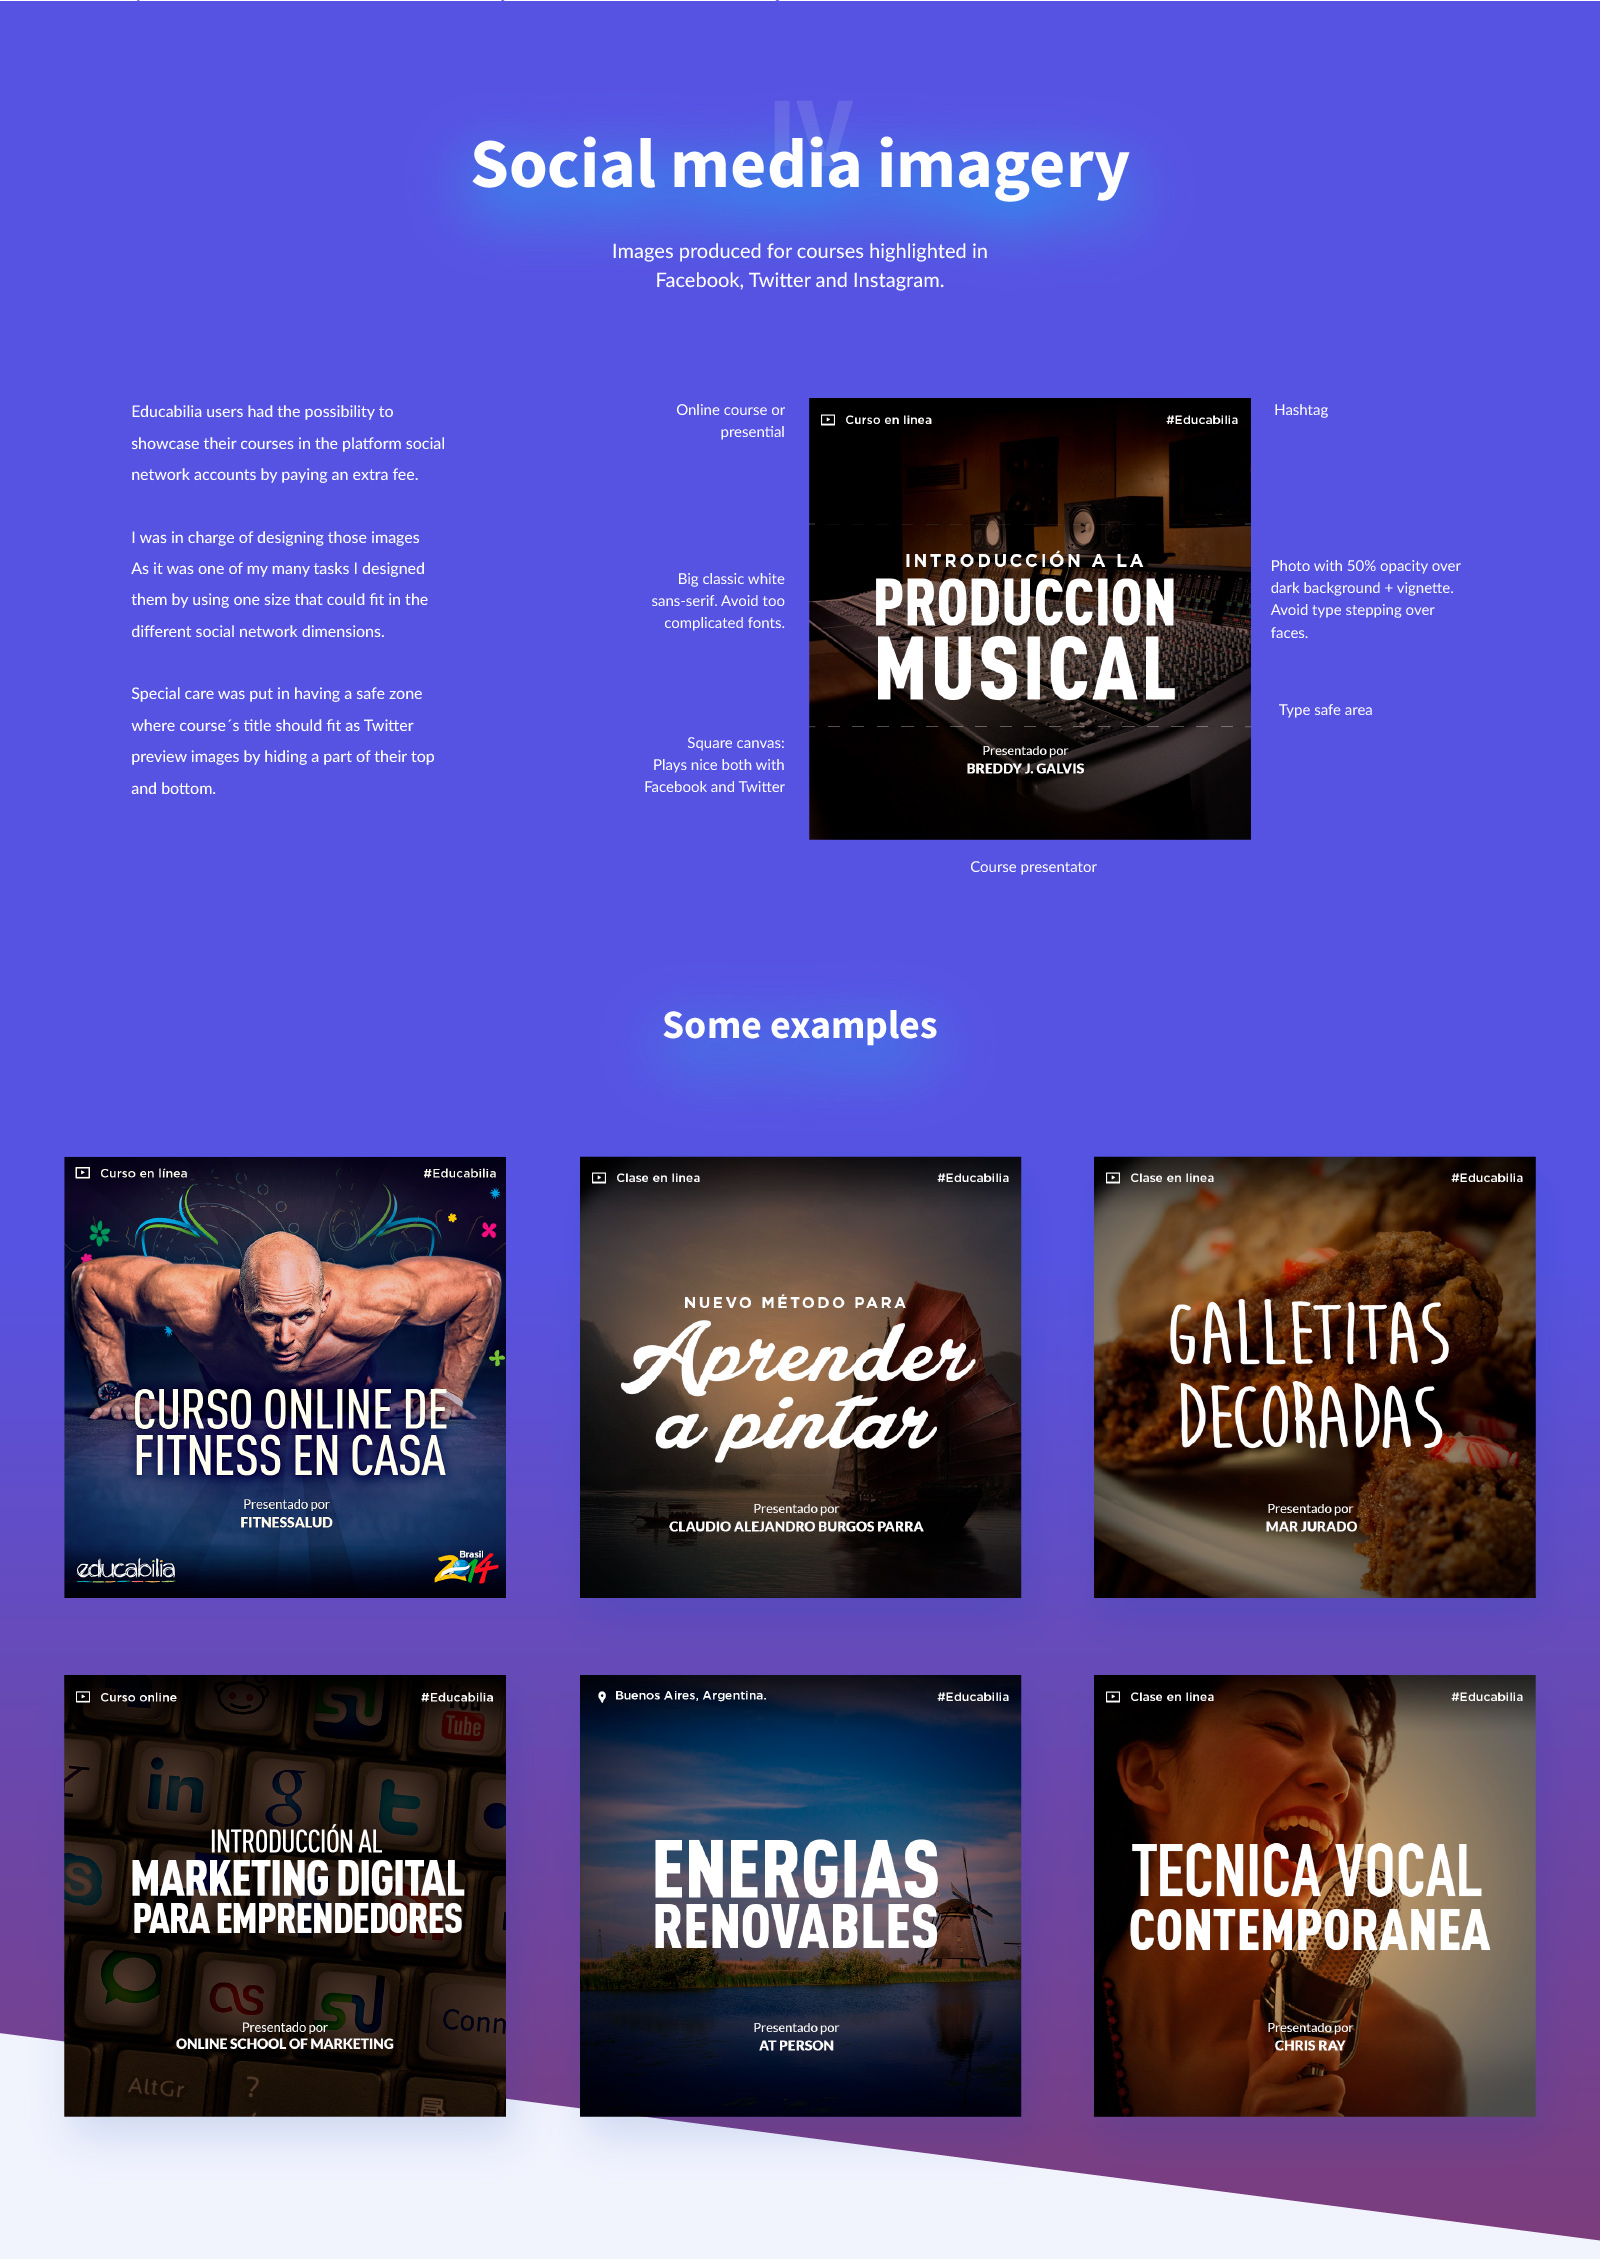 IV
Social media imagery
Images produced for courses highlighted in
Facebook, Twitter and Instagram.
Educabilia users had the possibility to
showcase their courses in the platform social
network accounts by paying an extra fee.
I was in charge of designing those images
As it was one of my many tasks I designed
them by using one size that could fit in the
different social network dimensions.
Special care was put in having a safe zone
where course´s title should fit as Twitter
preview images by hiding a part of their top
and bottom.
Online course or
presential
Big classic white
sans-serif. Avoid too
complicated fonts.
Square canvas:
Plays nice both with
Facebook and Twitter
Curso en linea
#Educabilia
INTRODUCCIÓN A LA
PRODUCCION
MUSICAL
Presentado por
BREDDY J. GALVIS
Hashtag
Photo with 50% opacity over
dark background + vignette.
Avoid type stepping over
faces.
Type safe area
Course presentator
Some examples
Curso en línea
#Educabilia
CURSO ONLINE DE
FITNESS EN CASA
Presentado por
FITNESSALUD
educabilia
Brasil
2014
Clase en linea
#Educabilia
NUEVO MÉTODO PARA
Aprender
a pintar
Presentado por
CLAUDIO ALEJANDRO BURGOS PARRA
Clase en linea
#Educabilia
GALLETITAS
DECORADAS
Presentado por
MAR JURADO
Curso online
#Educabilia
Tube
in
g
t
INTRODUCCIÓN AL
MARKETING DIGITAL
PARA EMPRENDEDORES
as
Conn
Presentado por
ONLINE SCHOOL OF MARKETING
AltGr
?
Buenos Aires, Argentina.
#Educabilia
ENERGIAS
RENOVABLES
Presentado por
AT PERSON
Clase en linea
#Educabilia
TECNICA VOCAL
CONTEMPORANEA
Presentado por
CHRIS RAY